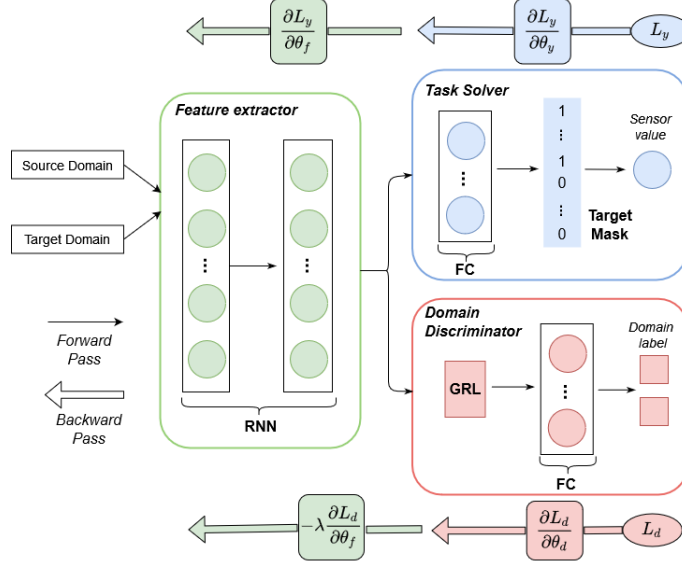 ∂L_y
∂θ_f
∂L_y
∂θ_y
L_y
Feature extractor
Task Solver
Source Domain
Target Domain
1
⋮
1
0
⋮
0
Sensor
value
Target
Mask
FC
Forward
Pass
Backward
Pass
RNN
Domain
Discriminator
GRL
Domain
label
FC
−λ ∂L_d
∂θ_f
∂L_d
∂θ_d
L_d